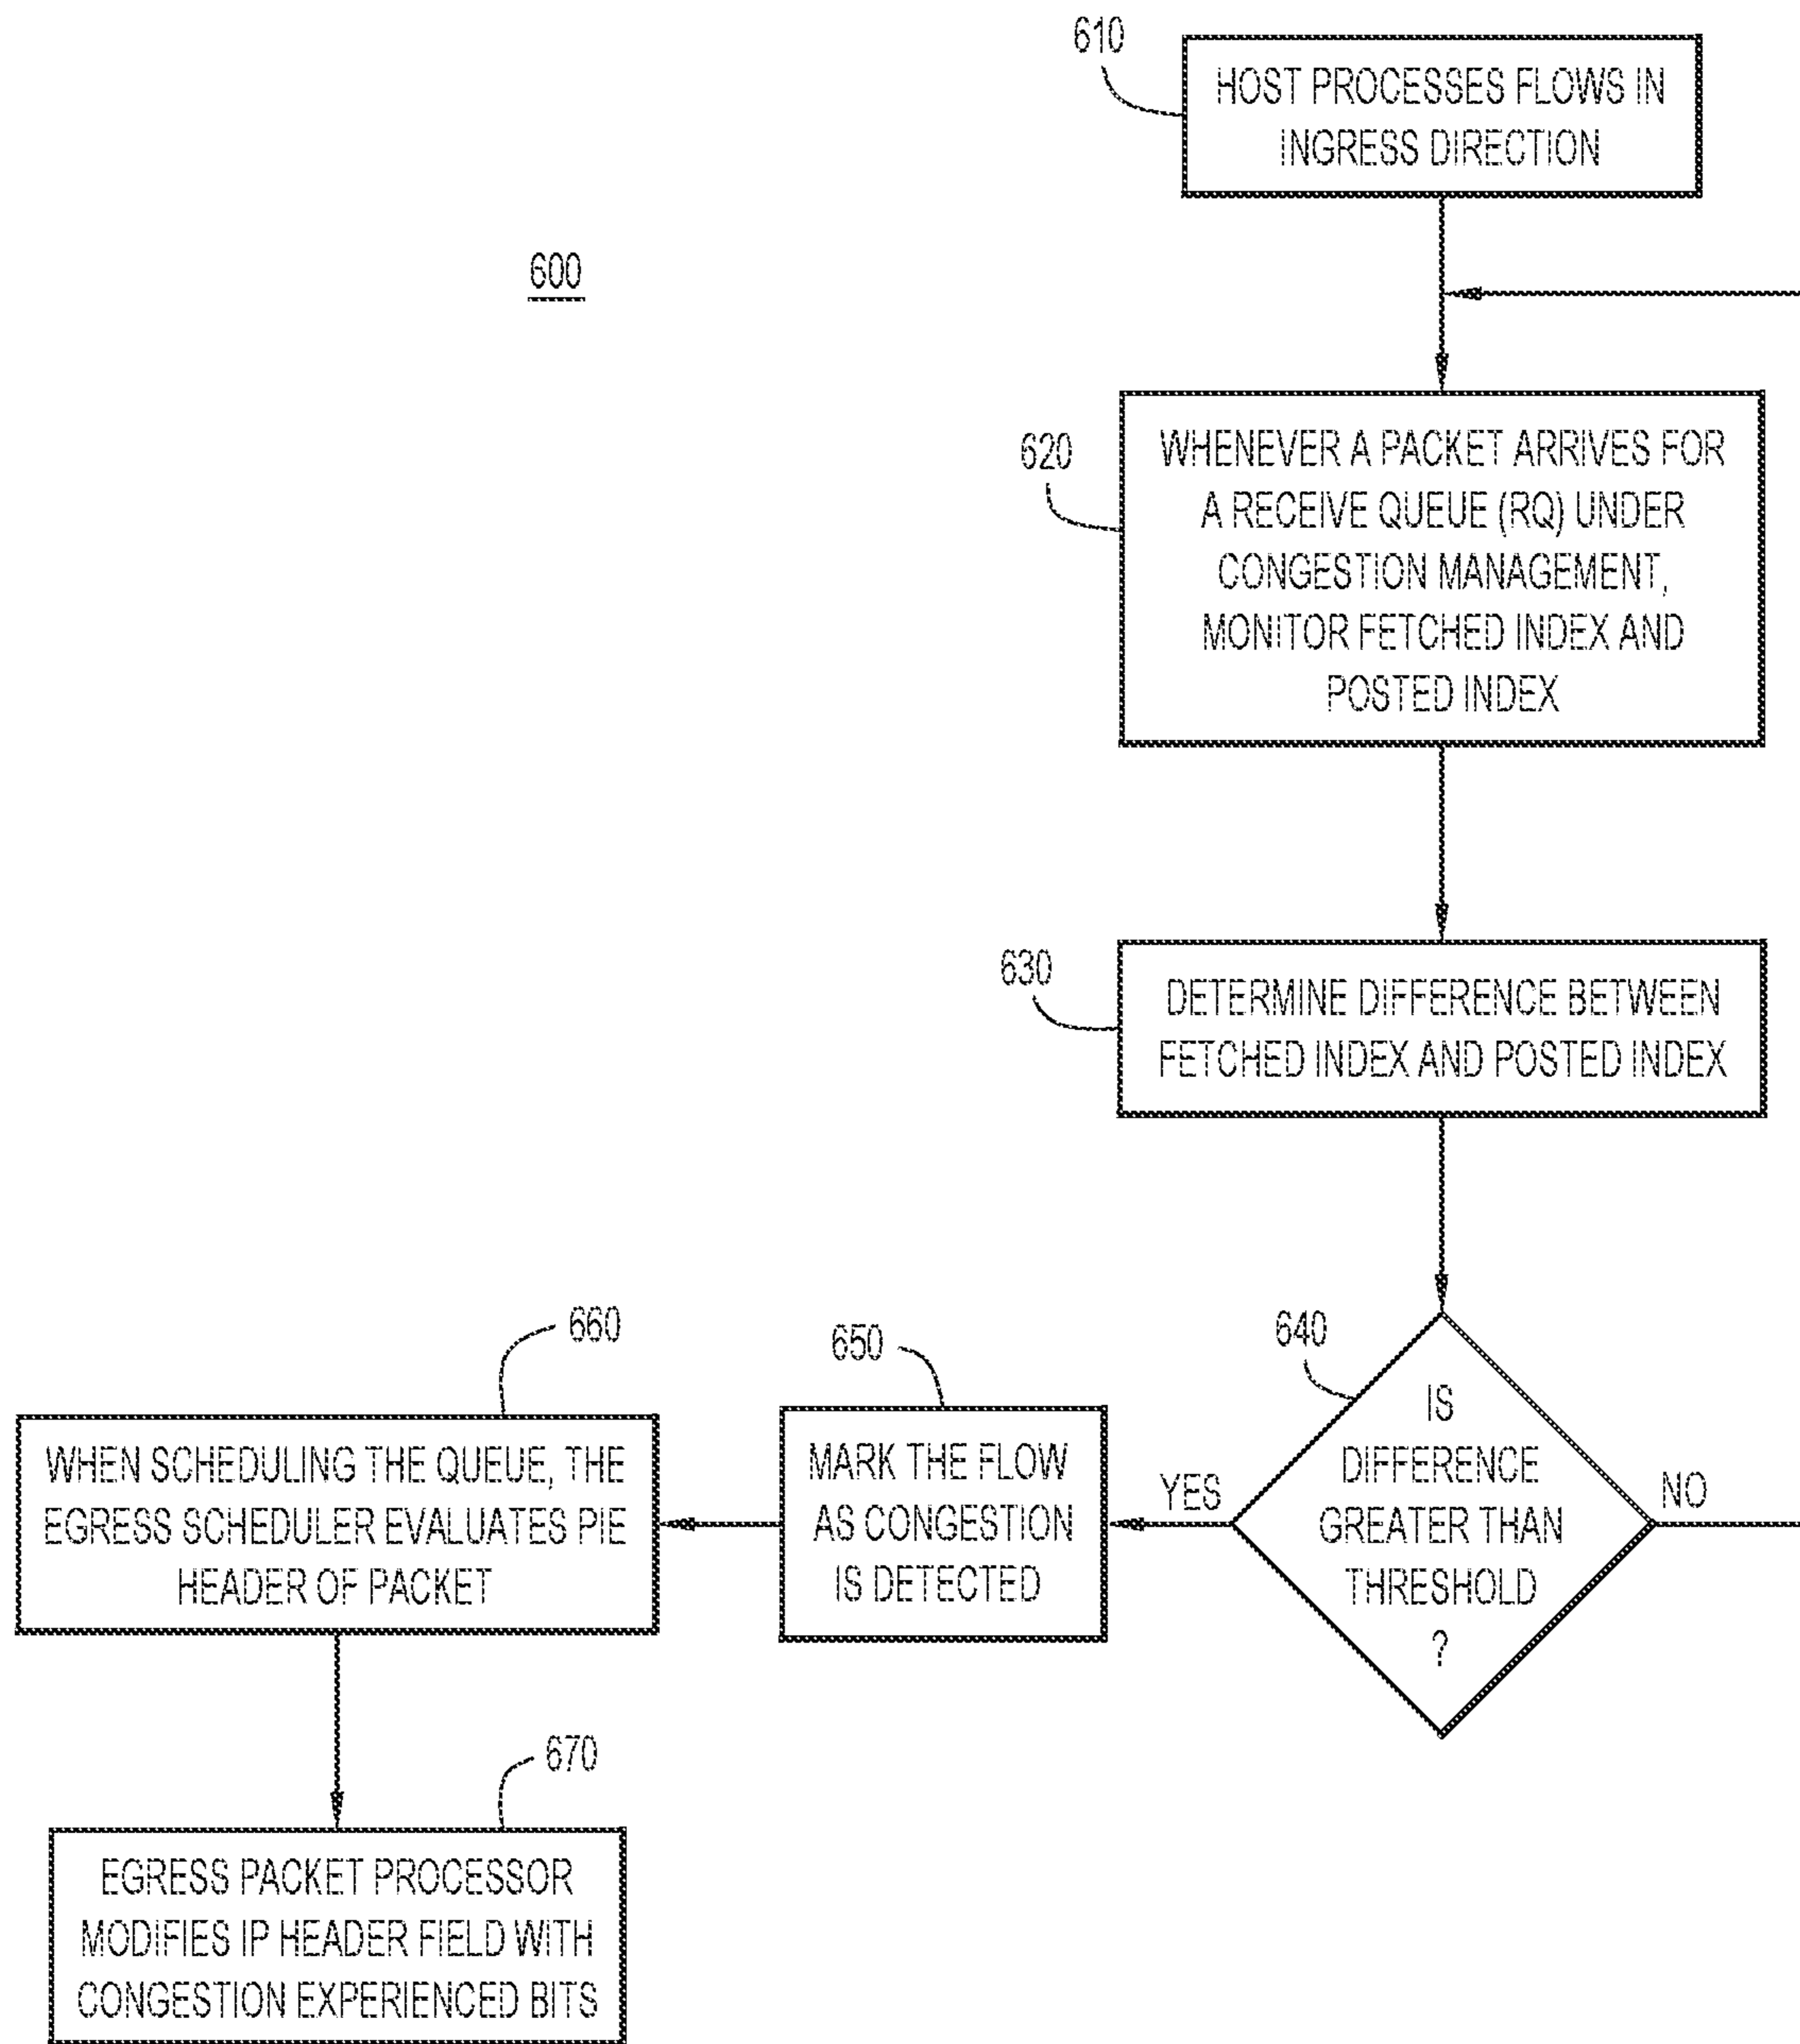 600
610
HOST PROCESSES FLOWS IN
INGRESS DIRECTION
620
WHENEVER A PACKET ARRIVES FOR
A RECEIVE QUEUE (RQ) UNDER
CONGESTION MANAGEMENT,
MONITOR FETCHED INDEX AND
POSTED INDEX
630
DETERMINE DIFFERENCE BETWEEN
FETCHED INDEX AND POSTED INDEX
640
IS
DIFFERENCE
GREATER THAN
THRESHOLD
?
NO
YES
650
MARK THE FLOW
AS CONGESTION
IS DETECTED
660
WHEN SCHEDULING THE QUEUE, THE
EGRESS SCHEDULER EVALUATES PIE
HEADER OF PACKET
670
EGRESS PACKET PROCESSOR
MODIFIES IP HEADER FIELD WITH
CONGESTION EXPERIENCED BITS